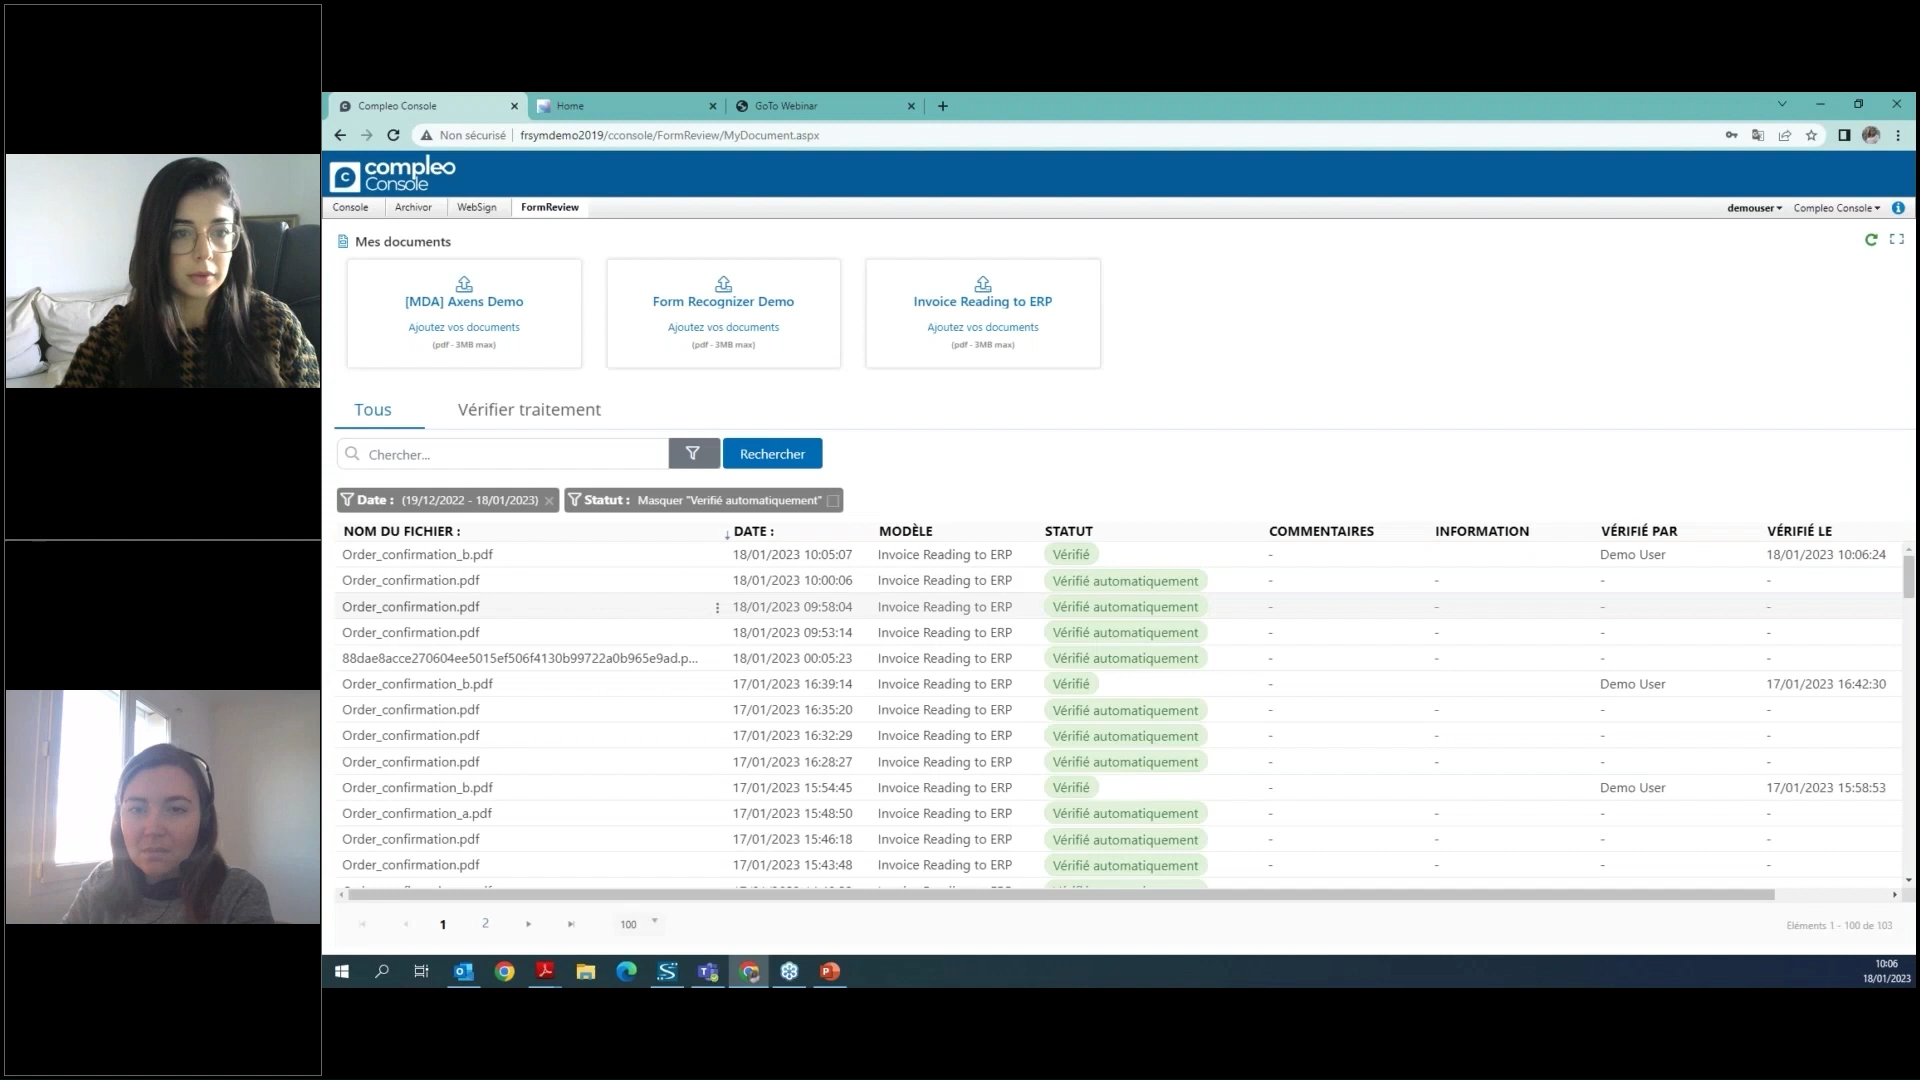 Compleo Console
Home
GoTo Webinar
Non sécurisé | frsymdemo2019/cconsole/FormReview/MyDocument.aspx
C compleo
Console
Console Archivor WebSign FormReview
demouser Compleo Console
Mes documents
[MDA] Axens Demo
Ajoutez vos documents
(pdf - 3MB max)
Form Recognizer Demo
Ajoutez vos documents
(pdf - 3MB max)
Invoice Reading to ERP
Ajoutez vos documents
(pdf - 3MB max)
Tous Vérifier traitement
Chercher... Rechercher
Date : (19/12/2022 - 18/01/2023) Statut : Masquer "Verifié automatiquement"
NOM DU FICHIER : DATE : MODÈLE STATUT COMMENTAIRES INFORMATION VÉRIFIÉ PAR VÉRIFIÉ LE
Order_confirmation_b.pdf 18/01/2023 10:05:07 Invoice Reading to ERP Vérifié - Demo User 18/01/2023 10:06:24
Order_confirmation.pdf 18/01/2023 10:00:06 Invoice Reading to ERP Vérifié automatiquement - - - -
Order_confirmation.pdf 18/01/2023 09:58:04 Invoice Reading to ERP Vérifié automatiquement - - - -
Order_confirmation.pdf 18/01/2023 09:53:14 Invoice Reading to ERP Vérifié automatiquement - - - -
88dae8acce270604ee5015ef506f4130b99722a0b965e9ad.p... 18/01/2023 00:05:23 Invoice Reading to ERP Vérifié automatiquement - - - -
Order_confirmation_b.pdf 17/01/2023 16:39:14 Invoice Reading to ERP Vérifié - Demo User 17/01/2023 16:42:30
Order_confirmation.pdf 17/01/2023 16:35:20 Invoice Reading to ERP Vérifié automatiquement - - - -
Order_confirmation.pdf 17/01/2023 16:32:29 Invoice Reading to ERP Vérifié automatiquement - - - -
Order_confirmation.pdf 17/01/2023 16:28:27 Invoice Reading to ERP Vérifié automatiquement - - - -
Order_confirmation_b.pdf 17/01/2023 15:54:45 Invoice Reading to ERP Vérifié - Demo User 17/01/2023 15:58:53
Order_confirmation_a.pdf 17/01/2023 15:48:50 Invoice Reading to ERP Vérifié automatiquement - - - -
Order_confirmation.pdf 17/01/2023 15:46:18 Invoice Reading to ERP Vérifié automatiquement - - - -
Order_confirmation.pdf 17/01/2023 15:43:48 Invoice Reading to ERP Vérifié automatiquement - - - -
1 2 100 Eléments 1 - 100 de 103
10:06
18/01/2023